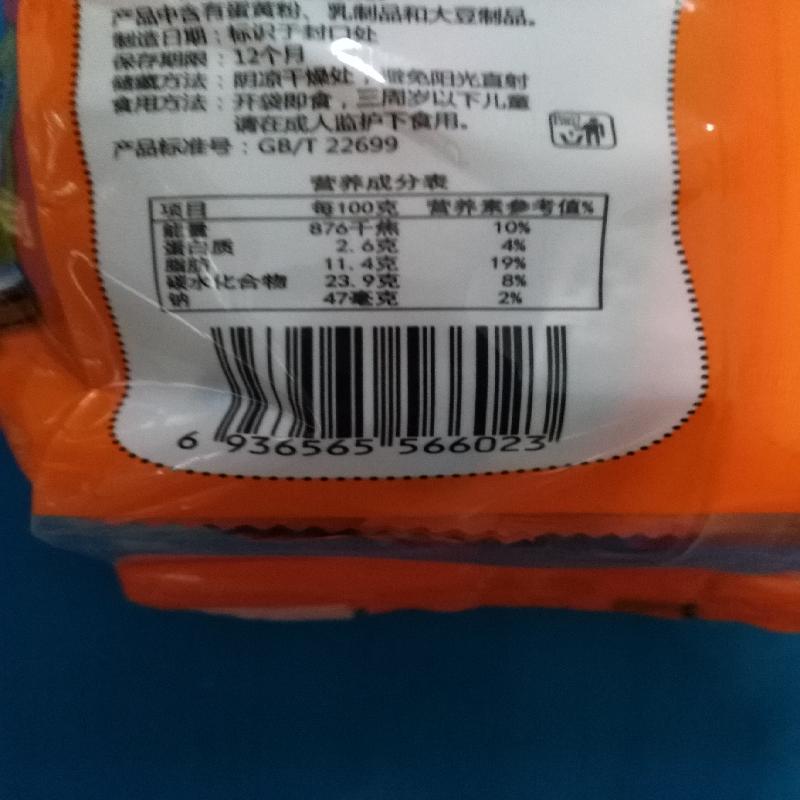 产品中含有蛋黄粉、乳制品和大豆制品。
制造日期：标识于封口处
保存期限：12个月
储藏方法：阴凉干燥处，避免阳光直射
食用方法：开袋即食，三周岁以下儿童
请在成人监护下食用。
产品标准号：GB/T 22699
营养成分表
项目 每100克 营养素参考值%
能量 876千焦 10%
蛋白质 2.6克 4%
脂肪 11.4克 19%
碳水化合物 23.9克 8%
钠 47毫克 2%
6 936565 566023